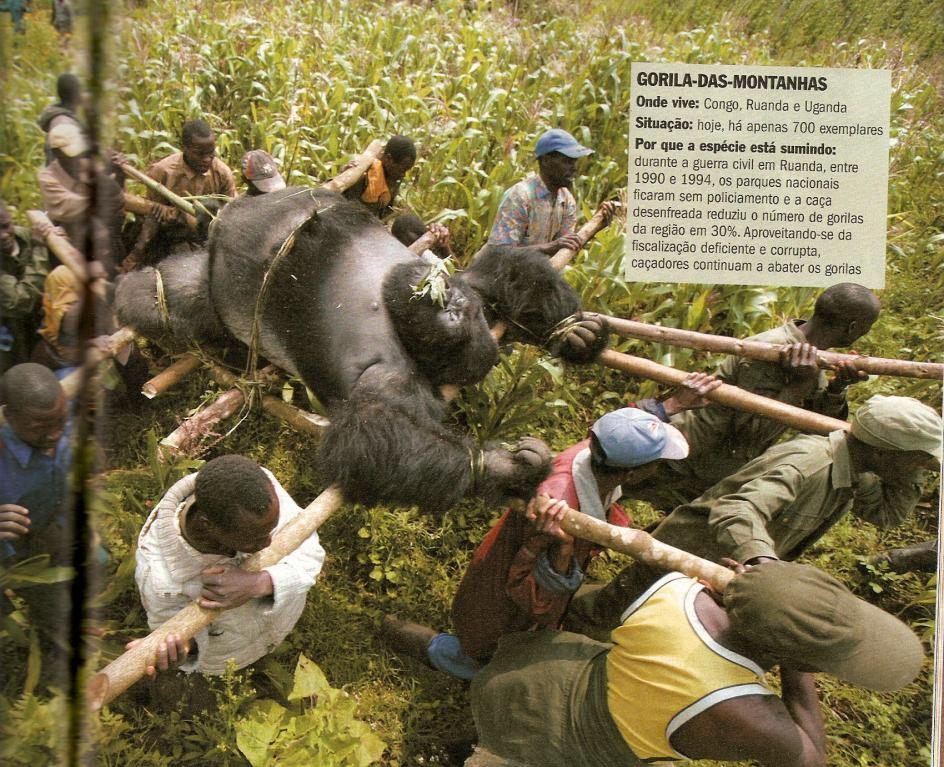 GORILA-DAS-MONTANHAS
Onde vive: Congo, Ruanda e Uganda
Situação: hoje, há apenas 700 exemplares
Por que a espécie está sumindo:
durante a guerra civil em Ruanda, entre
1990 e 1994, os parques nacionais
ficaram sem policiamento e a caça
desenfreada reduziu o número de gorilas
da região em 30%. Aproveitando-se da
fiscalização deficiente e corrupta,
caçadores continuam a abater os gorilas